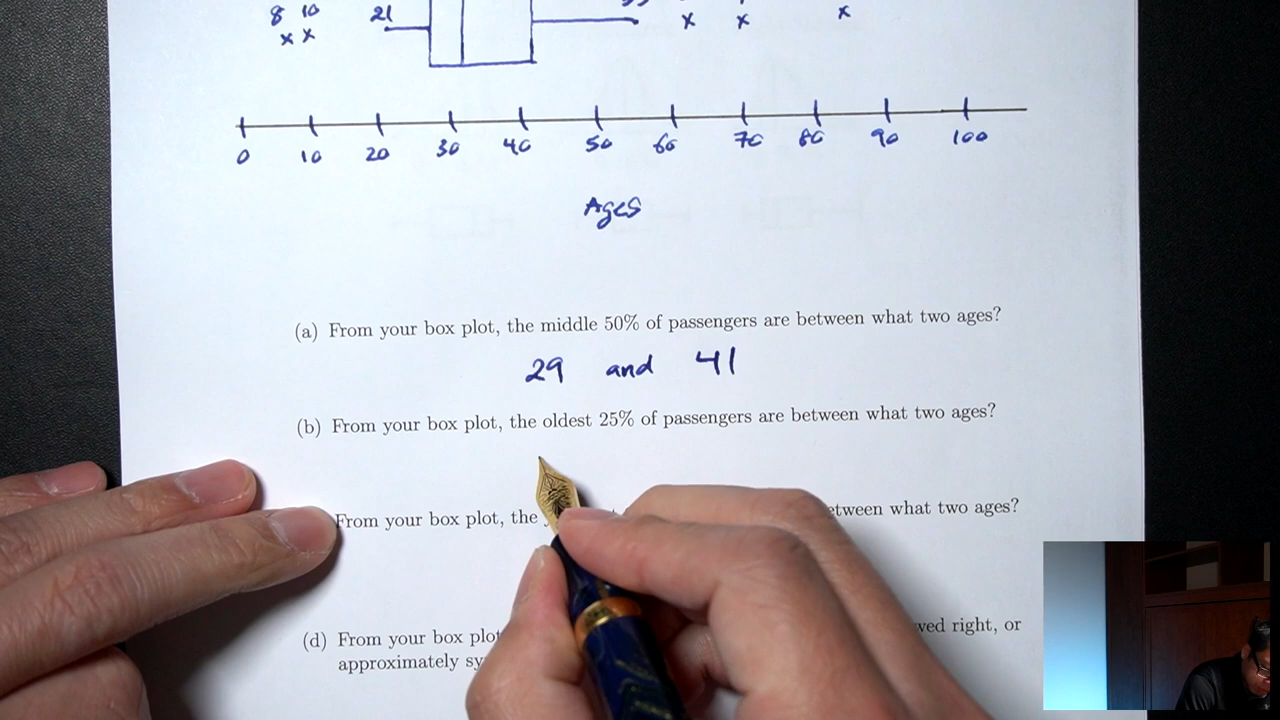 8 10 21
x x x x x
0 10 20 30 40 50 60 70 80 90 100
Ages
(a) From your box plot, the middle 50% of passengers are between what two ages?
29 and 41
(b) From your box plot, the oldest 25% of passengers are between what two ages?
From your box plot, the etween what two ages?
(d) From your box plot wed right, or
approximately sy